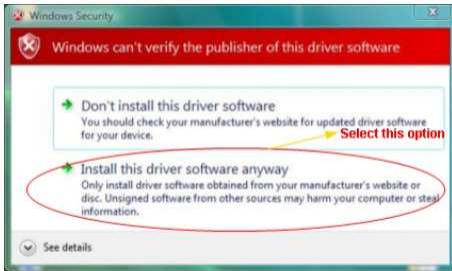 Windows Security
Windows can't verify the publisher of this driver software
Don't install this driver software
You should check your manufacturer's website for updated driver software
for your device.
Select this option
Install this driver software anyway
Only install driver software obtained from your manufacturer's website or
disc. Unsigned software from other sources may harm your computer or steal
information.
See details